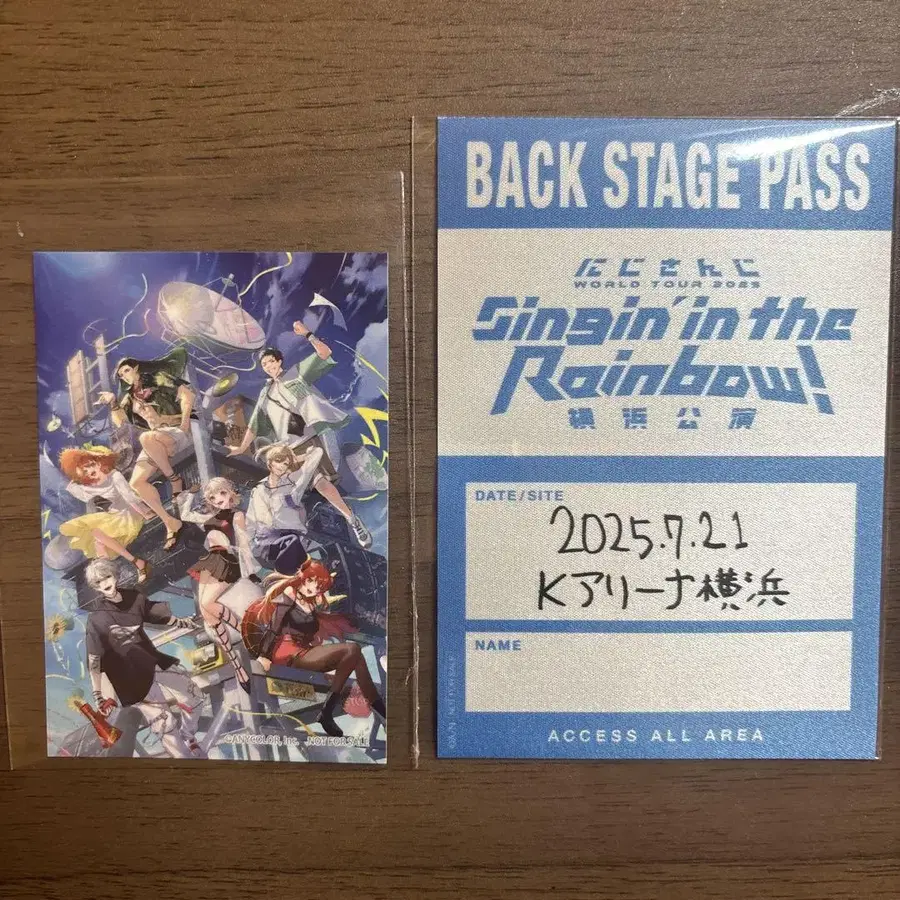 ©ANYCOLOR, Inc. NOT FOR SALE
BACK STAGE PASS
にじさんじ
WORLD TOUR 2025
Singin' in the
Rainbow!
横浜公演
DATE/SITE
2025.7.21
Kアリーナ横浜
NAME
ACCESS ALL AREA